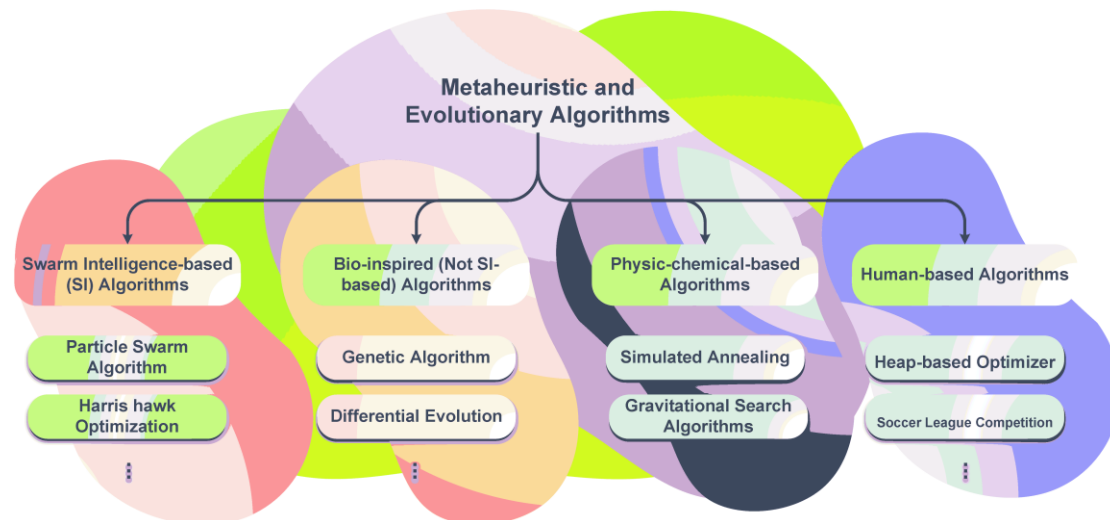 Metaheuristic and
Evolutionary Algorithms
Swarm Intelligence-based
(SI) Algorithms
Bio-inspired (Not SI-
based) Algorithms
Physic-chemical-based
Algorithms
Human-based Algorithms
Particle Swarm
Algorithm
Genetic Algorithm
Simulated Annealing
Heap-based Optimizer
Harris hawk
Optimization
Differential Evolution
Gravitational Search
Algorithms
Soccer League Competition